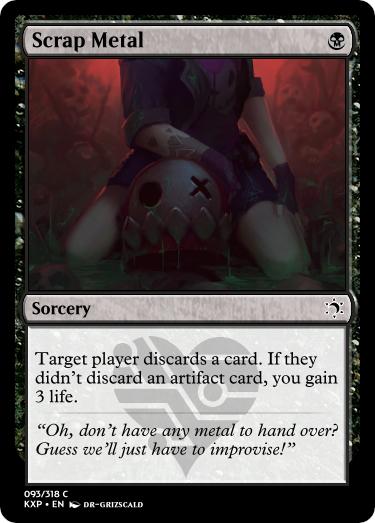 Scrap Metal
Sorcery
Target player discards a card. If they
didn't discard an artifact card, you gain
3 life.
“Oh, don't have any metal to hand over?
Guess we'll just have to improvise!”
093/318 C
KXP • EN DR-GRIZSCALD